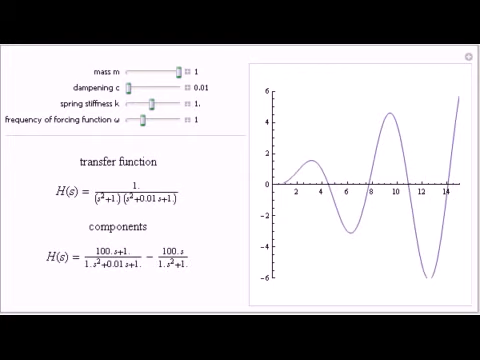 mass m 1
dampening c 0.01
spring stiffness k 1.
frequency of forcing function ω 1
transfer function
H(s) = 1. / ((s²+1.) (s²+0.01 s+1.))
components
H(s) = (100. s+1.) / (1. s²+0.01 s+1.) − (100. s) / (1. s²+1.)
6
4
2
0
−2
−4
−6
2 4 6 8 10 12 14